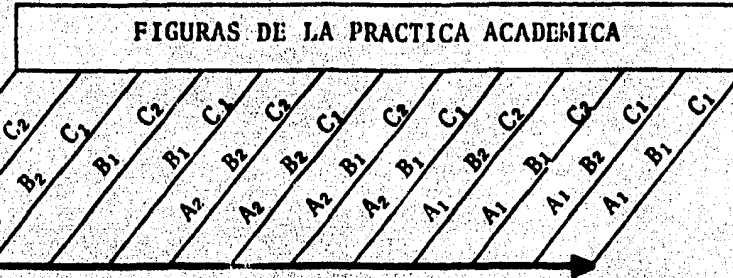 FIGURAS DE LA PRACTICA ACADEMICA
C₂
B₂ C₁
B₁ C₂
B₁ C₁
A₂ B₂ C₂
A₂ B₂ C₁
A₂ B₁ C₂
A₂ B₁ C₁
A₁ B₂ C₂
A₁ B₁ C₂
A₁ B₂ C₁
A₁ B₁ C₁